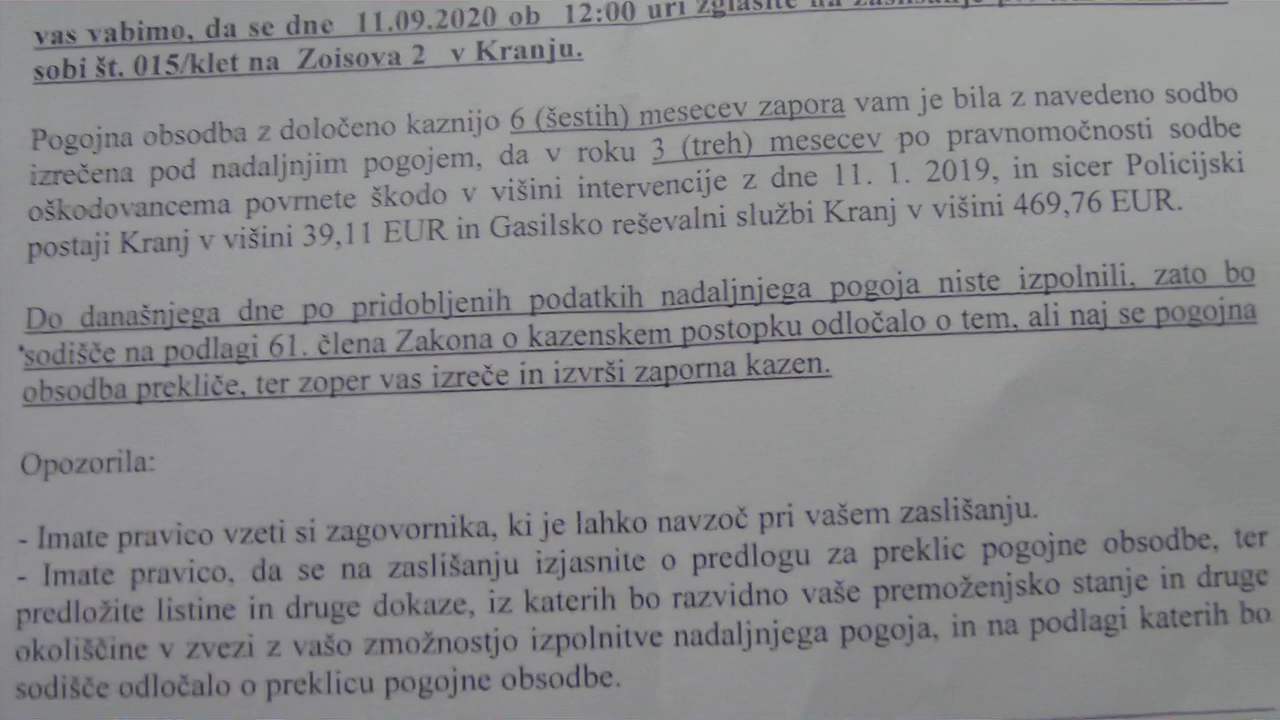 vas vabimo, da se dne 11.09.2020 ob 12:00 uri zglasite na zaslišanje
sobi št. 015/klet na Zoisova 2 v Kranju.
Pogojna obsodba z določeno kaznijo 6 (šestih) mesecev zapora vam je bila z navedeno sodbo
izrečena pod nadaljnjim pogojem, da v roku 3 (treh) mesecev po pravnomočnosti sodbe
oškodovancema povrnete škodo v višini intervencije z dne 11. 1. 2019, in sicer Policijski
postaji Kranj v višini 39,11 EUR in Gasilsko reševalni službi Kranj v višini 469,76 EUR.
Do današnjega dne po pridobljenih podatkih nadaljnjega pogoja niste izpolnili, zato bo
sodišče na podlagi 61. člena Zakona o kazenskem postopku odločalo o tem, ali naj se pogojna
obsodba prekliče, ter zoper vas izreče in izvrši zaporna kazen.
Opozorila:
- Imate pravico vzeti si zagovornika, ki je lahko navzoč pri vašem zaslišanju.
- Imate pravico, da se na zaslišanju izjasnite o predlogu za preklic pogojne obsodbe, ter
predložite listine in druge dokaze, iz katerih bo razvidno vaše premoženjsko stanje in druge
okoliščine v zvezi z vašo zmožnostjo izpolnitve nadaljnjega pogoja, in na podlagi katerih bo
sodišče odločalo o preklicu pogojne obsodbe.